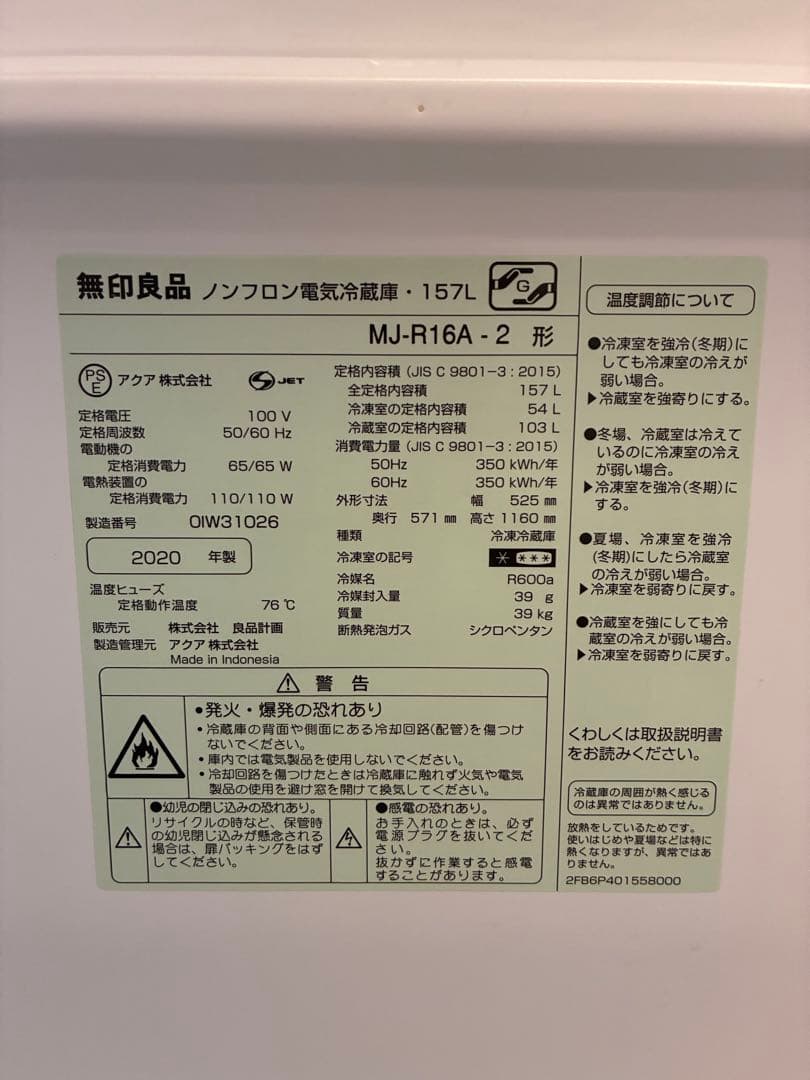 無印良品 ノンフロン電気冷蔵庫・157L
G
MJ-R16A - 2 形
PS E アクア 株式会社
JET
定格電圧 100 V
定格周波数 50/60 Hz
電動機の
定格消費電力 65/65 W
電熱装置の
定格消費電力 110/110 W
製造番号 0IW31026
2020 年製
温度ヒューズ
定格動作温度 76 ℃
販売元 株式会社 良品計画
製造管理元 アクア 株式会社
Made in Indonesia
定格内容積 (JIS C 9801-3 : 2015)
全定格内容積 157 L
冷凍室の定格内容積 54 L
冷蔵室の定格内容積 103 L
消費電力量 (JIS C 9801-3 : 2015)
50Hz 350 kWh/年
60Hz 350 kWh/年
外形寸法 幅 525 ㎜
奥行 571 ㎜ 高さ 1160 ㎜
種類 冷凍冷蔵庫
冷凍室の記号
冷媒名 R600a
冷媒封入量 39 g
質量 39 kg
断熱発泡ガス シクロペンタン
警 告
•発火・爆発の恐れあり
•冷蔵庫の背面や側面にある冷却回路(配管)を傷つけ
ないでください。
•庫内では電気製品を使用しないでください。
•冷却回路を傷つけたときは冷蔵庫に触れず火気や電気
製品の使用を避け窓を開けて換気してください。
●幼児の閉じ込みの恐れあり。
リサイクルの時など、保管時
の幼児閉じ込みが懸念される
場合は、扉パッキングをはず
してください。
●感電の恐れあり。
お手入れのときは、必ず
電源プラグを抜いてくだ
さい。
抜かずに作業すると感電
することがあります。
温度調節について
●冷凍室を強冷(冬期)に
しても冷凍室の冷えが
弱い場合。
▶冷蔵室を強寄りにする。
●冬場、冷蔵室は冷えて
いるのに冷凍室の冷え
が弱い場合。
▶冷凍室を強冷(冬期)に
する。
●夏場、冷凍室を強冷
(冬期)にしたら冷蔵室
の冷えが弱い場合。
▶冷凍室を弱寄りに戻す。
●冷蔵室を強にしても冷
蔵室の冷えが弱い場合。
▶冷凍室を弱寄りに戻す。
くわしくは取扱説明書
をお読みください。
冷蔵庫の周囲が熱く感じる
のは異常ではありません。
放熱をしているためです。
使いはじめや夏場などは特に
熱くなりますが、異常ではあ
りません。
2FB6P401558000